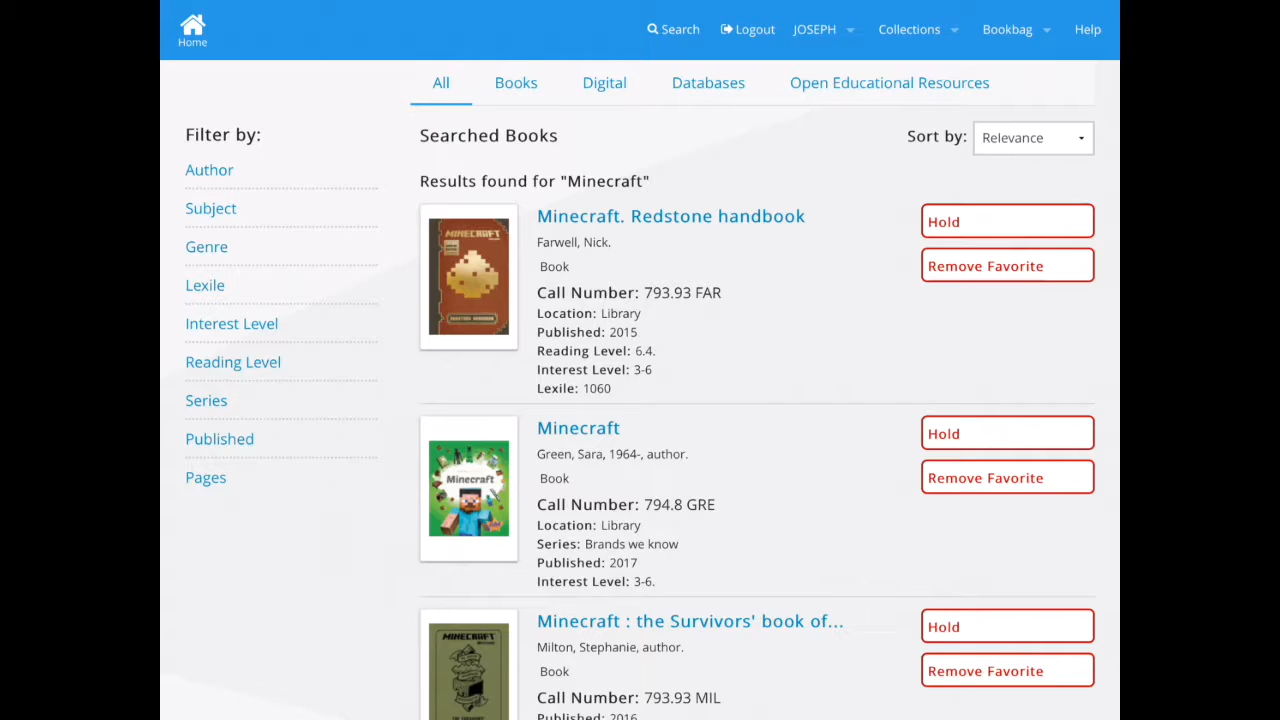 Home
Search
Logout
JOSEPH
Collections
Bookbag
Help
All
Books
Digital
Databases
Open Educational Resources
Filter by:
Author
Subject
Genre
Lexile
Interest Level
Reading Level
Series
Published
Pages
Searched Books
Sort by:
Relevance
Results found for "Minecraft"
MINECRAFT
Minecraft. Redstone handbook
Farwell, Nick.
Book
Call Number: 793.93 FAR
Location: Library
Published: 2015
Reading Level: 6.4.
Interest Level: 3-6
Lexile: 1060
Hold
Remove Favorite
Minecraft
Minecraft
Green, Sara, 1964-, author.
Book
Call Number: 794.8 GRE
Location: Library
Series: Brands we know
Published: 2017
Interest Level: 3-6.
Hold
Remove Favorite
MINECRAFT
Minecraft : the Survivors' book of...
Milton, Stephanie, author.
Book
Call Number: 793.93 MIL
Published: 2016
Hold
Remove Favorite